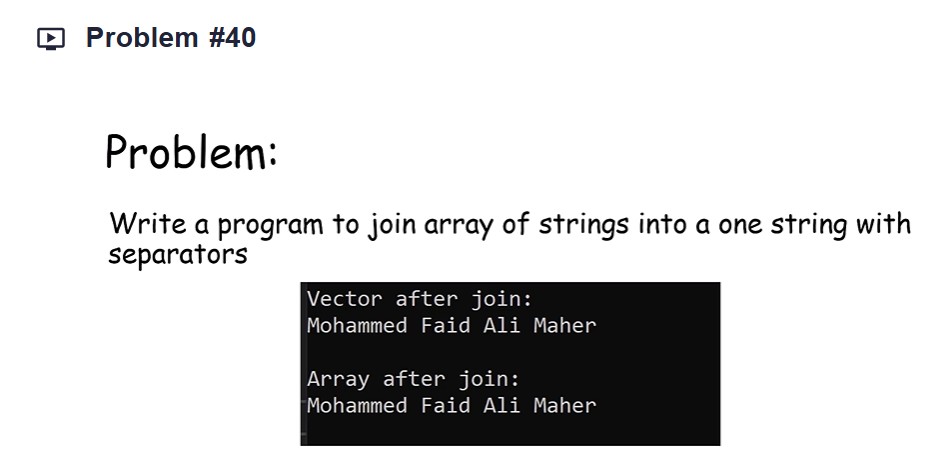 Problem #40
Problem:
Write a program to join array of strings into a one string with
separators
Vector after join:
Mohammed Faid Ali Maher
Array after join:
Mohammed Faid Ali Maher